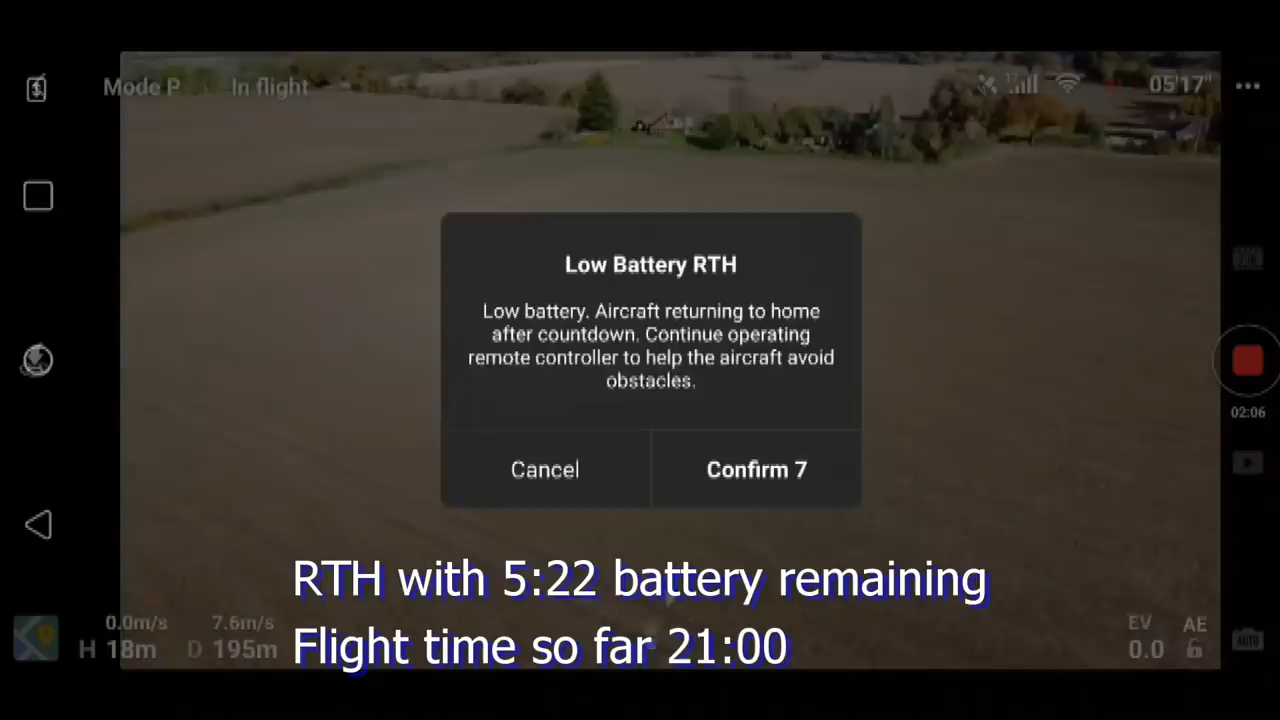 Mode P
In flight
05'17"
Low Battery RTH
Low battery. Aircraft returning to home
after countdown. Continue operating
remote controller to help the aircraft avoid
obstacles.
Cancel
Confirm 7
02:06
RTH with 5:22 battery remaining
Flight time so far 21:00
0.0m/s
7.6m/s
H 18m
D 195m
EV
0.0
AE
AUTO